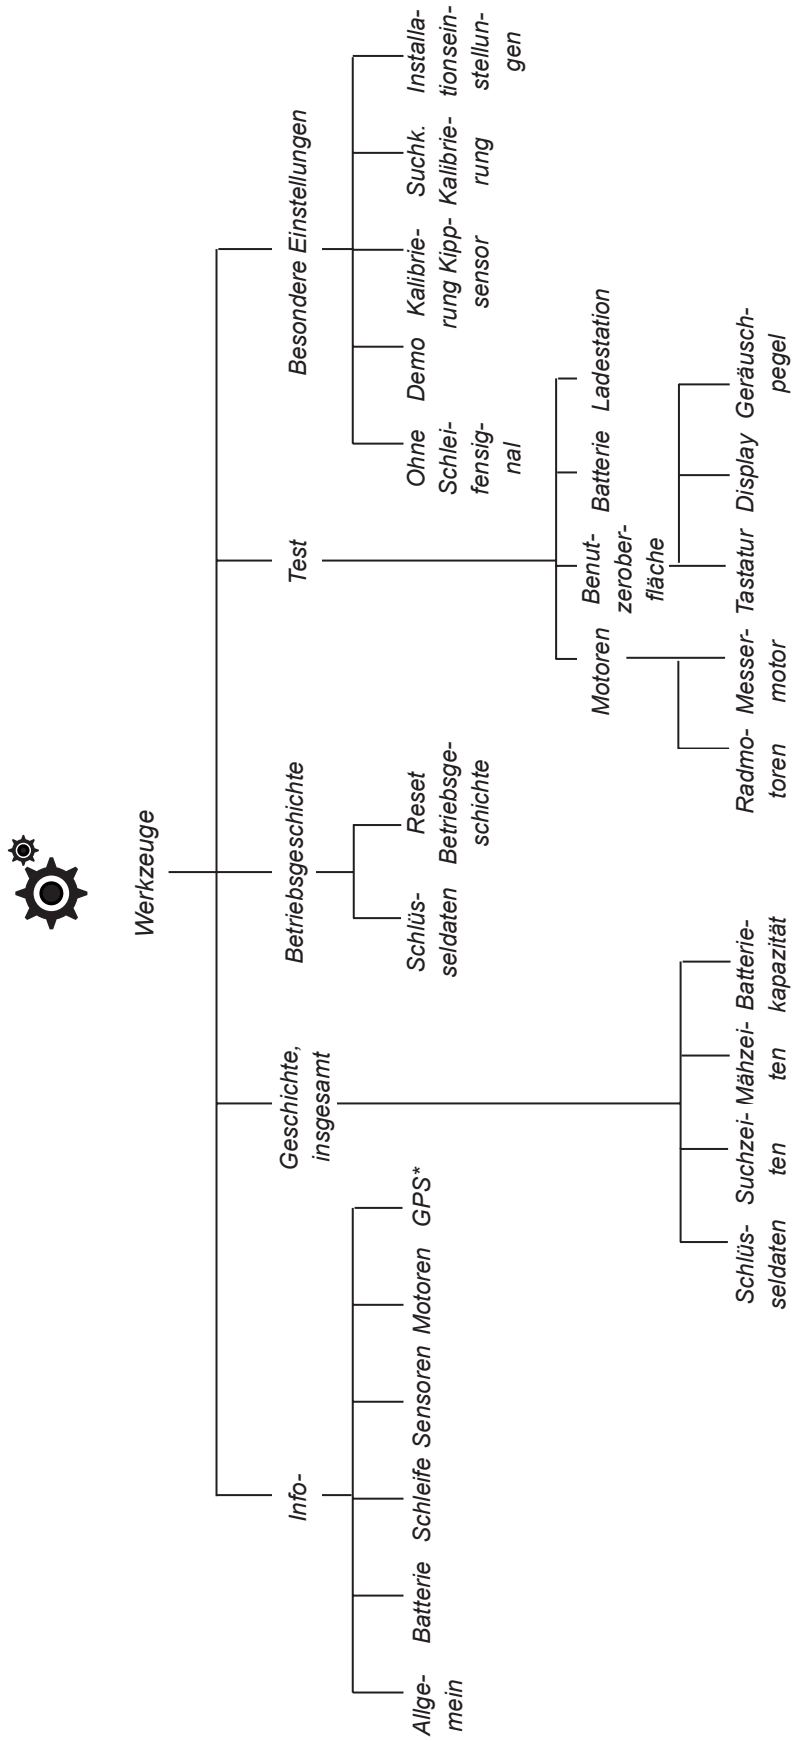 Werkzeuge
Info-
Geschichte,
insgesamt
Betriebsgeschichte
Test
Besondere Einstellungen
Allge-
mein
Batterie
Schleife
Sensoren
Motoren
GPS*
Schlüs-
seldaten
Suchzei-
ten
Mähzei-
ten
Batterie-
kapazität
Schlüs-
seldaten
Reset
Betriebsge-
schichte
Motoren
Benut-
zerober-
fläche
Batterie
Ladestation
Radmo-
toren
Messer-
motor
Tastatur
Display
Geräusch-
pegel
Ohne
Schlei-
fensig-
nal
Demo
Kalibrie-
rung Kipp-
sensor
Suchk.
Kalibrie-
rung
Installa-
tionsein-
stellun-
gen